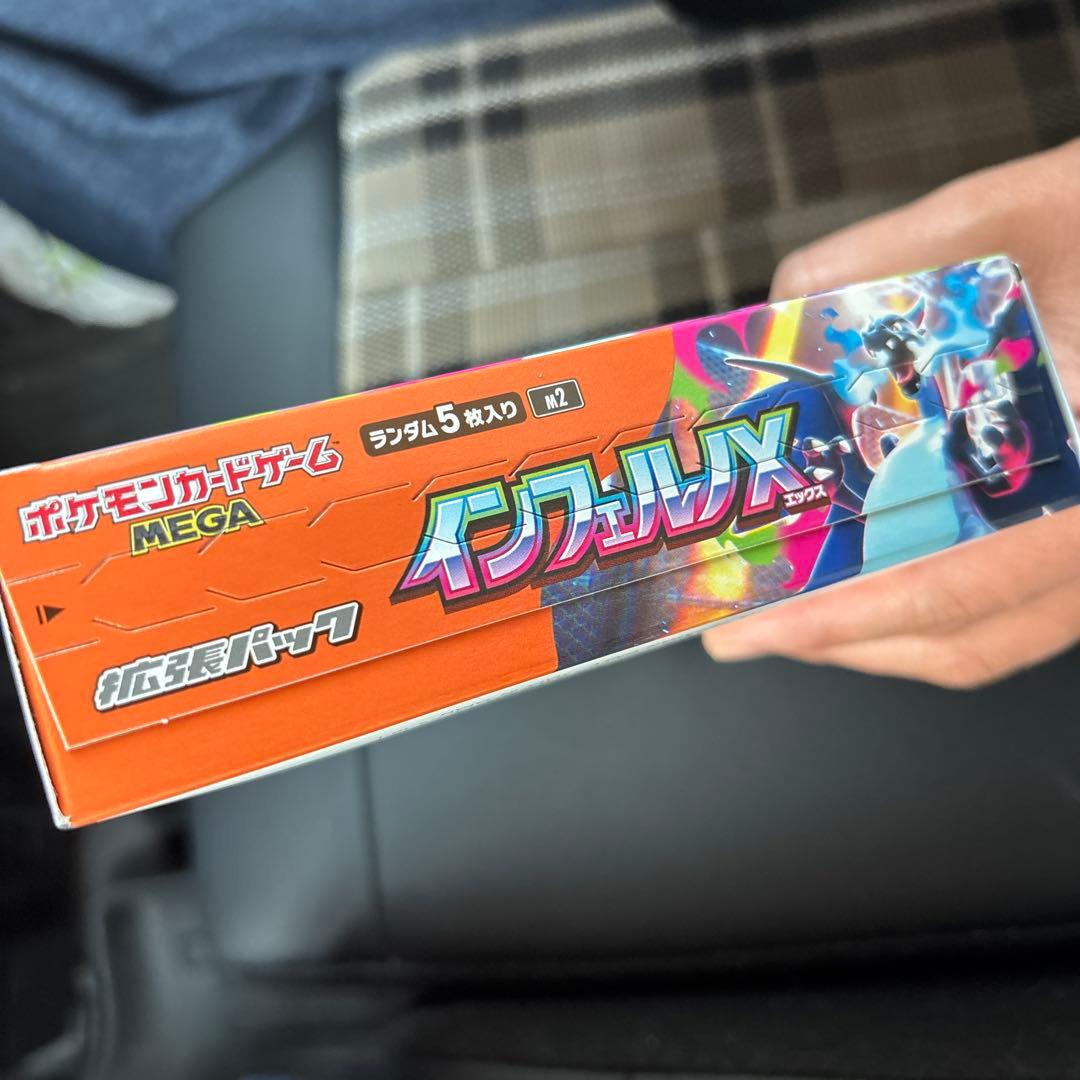 ポケモンカードゲーム
MEGA
ランダム5枚入り M2
インフェルノX
エックス
拡張パック